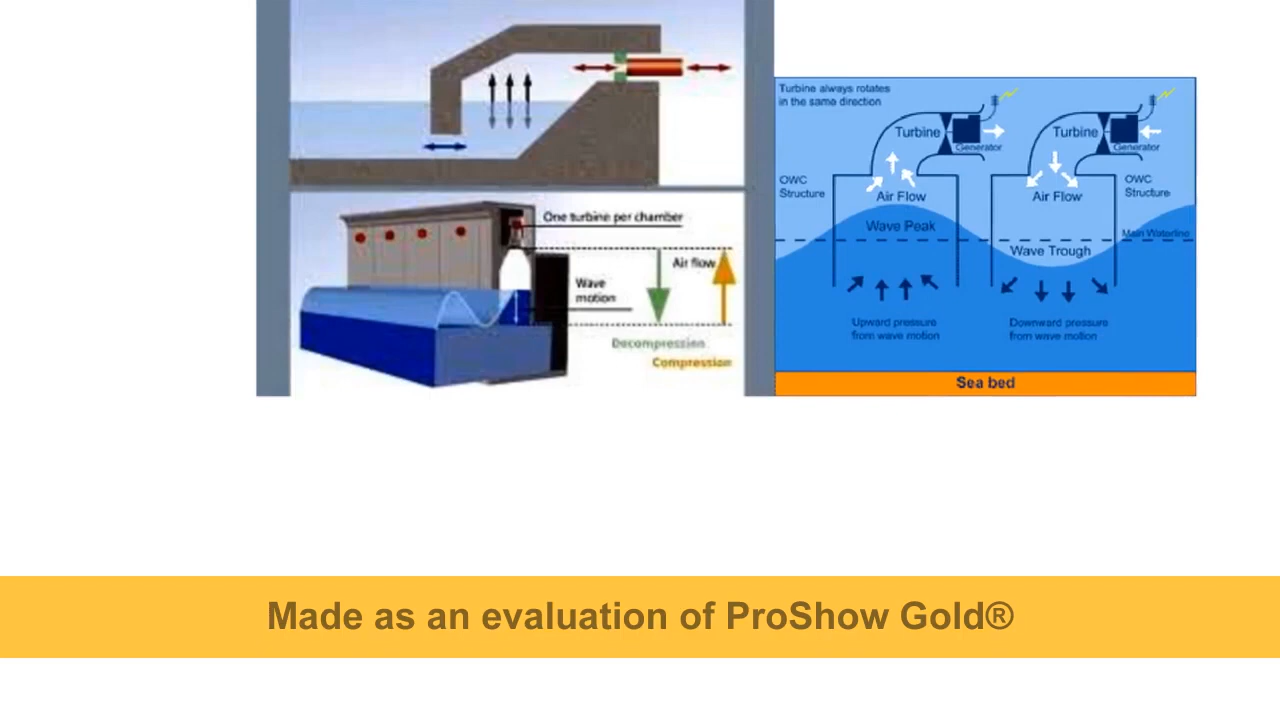 One turbine per chamber
Air flow
Wave
motion
Decompression
Compression
Turbine always rotates
in the same direction
Turbine
Generator
Turbine
Generator
OWC
Structure
OWC
Structure
Air Flow
Air Flow
Wave Peak
Main Waterline
Wave Trough
Upward pressure
from wave motion
Downward pressure
from wave motion
Sea bed
Made as an evaluation of ProShow Gold®